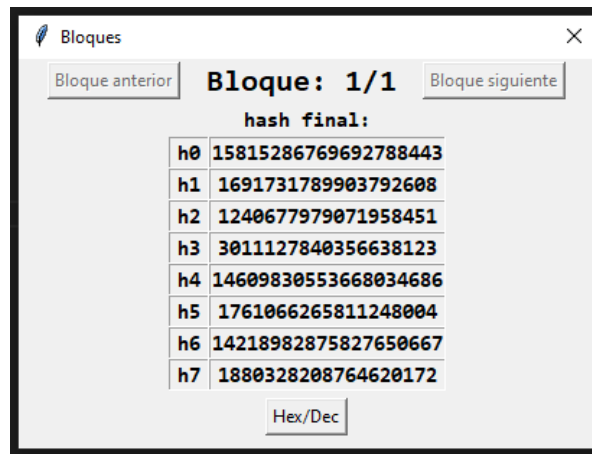 Bloques
Bloque anterior Bloque: 1/1 Bloque siguiente
hash final:
h0 15815286769692788443
h1 1691731789903792608
h2 1240677979071958451
h3 3011127840356638123
h4 14609830553668034686
h5 1761066265811248004
h6 14218982875827650667
h7 1880328208764620172
Hex/Dec